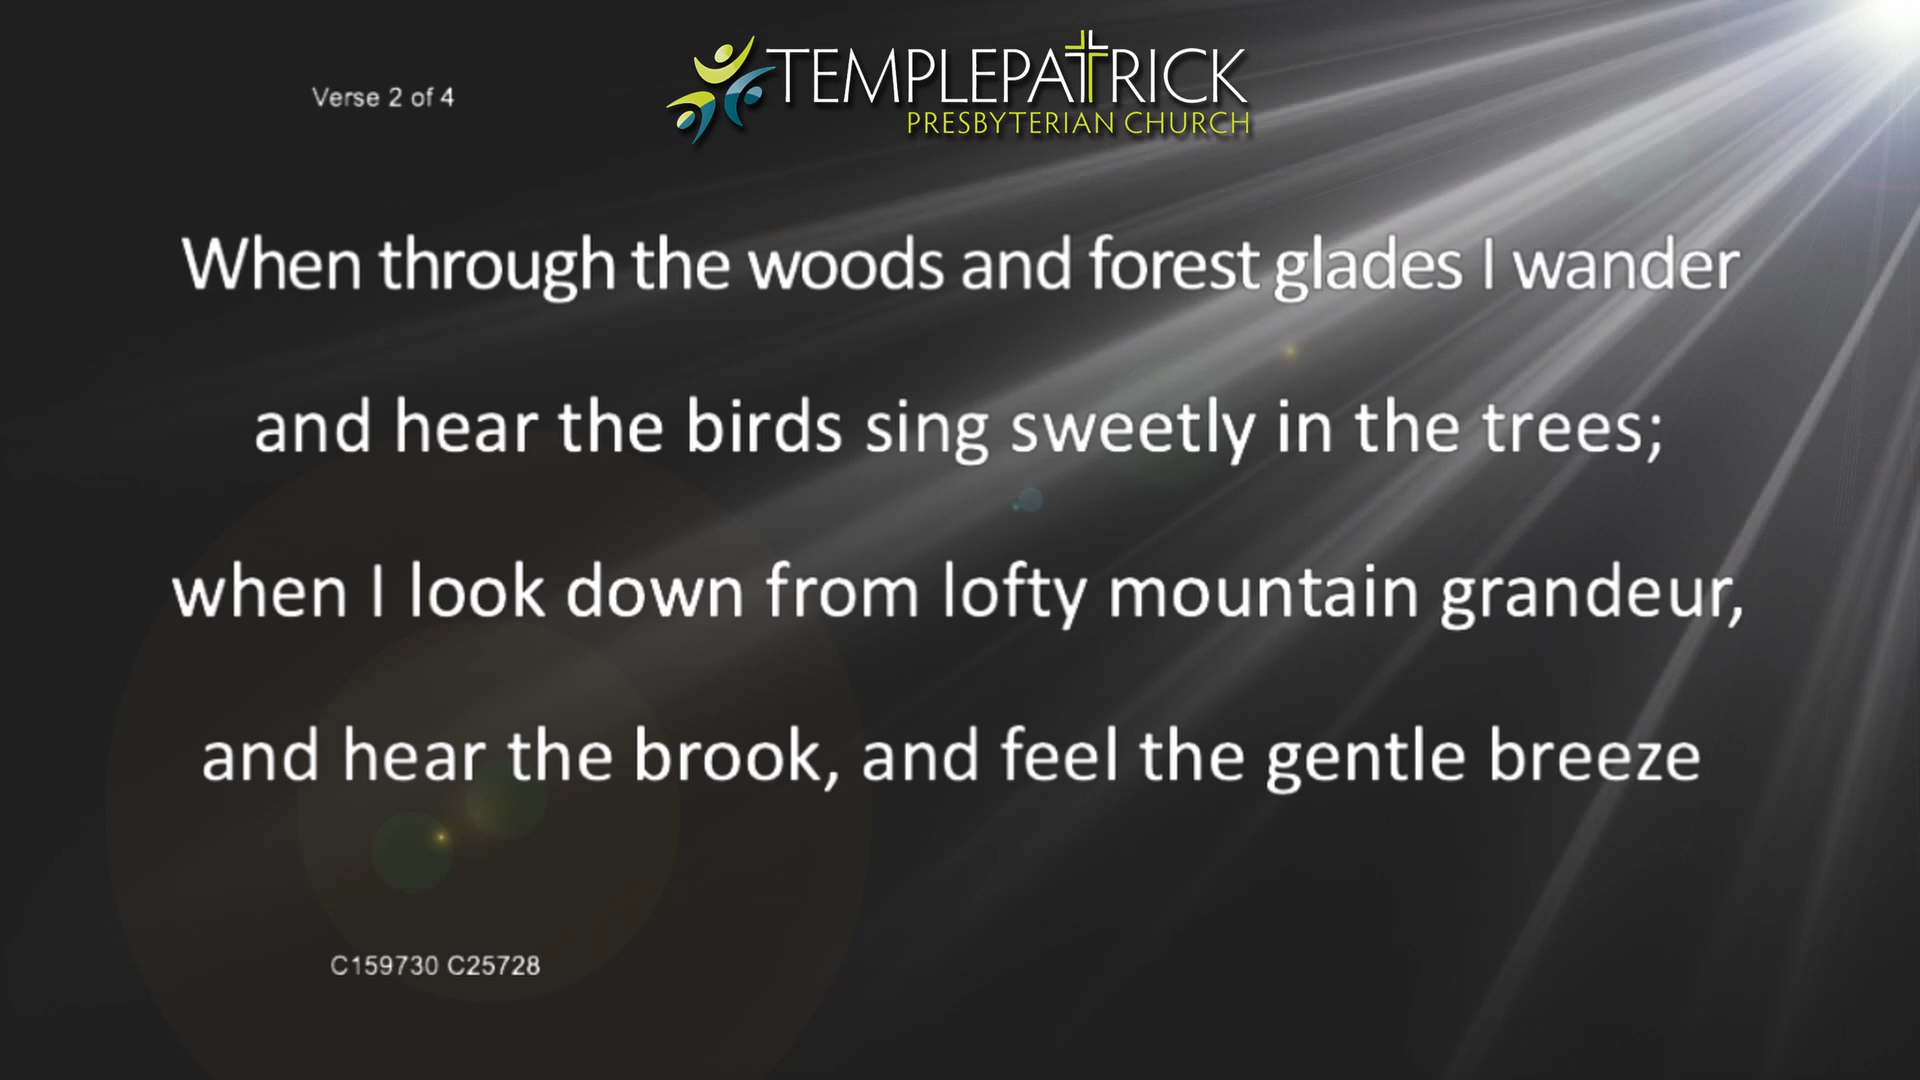 Verse 2 of 4
TEMPLEPATRICK
PRESBYTERIAN CHURCH
When through the woods and forest glades I wander
and hear the birds sing sweetly in the trees;
when I look down from lofty mountain grandeur,
and hear the brook, and feel the gentle breeze
C159730 C25728